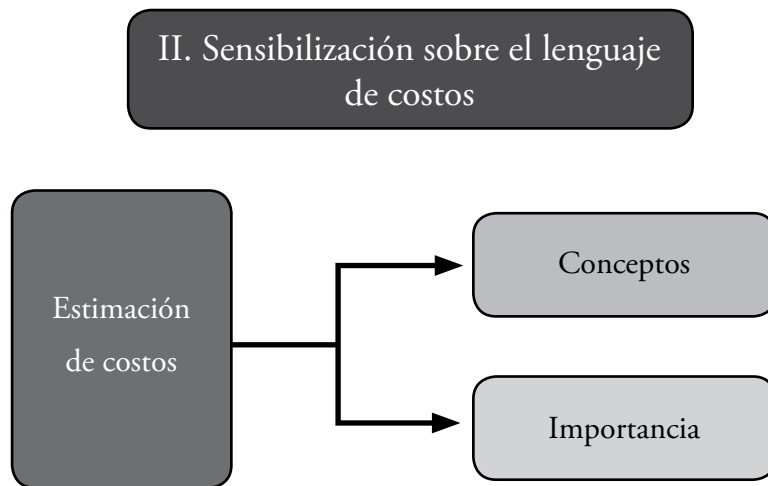 II. Sensibilización sobre el lenguaje
de costos
Estimación
de costos
Conceptos
Importancia